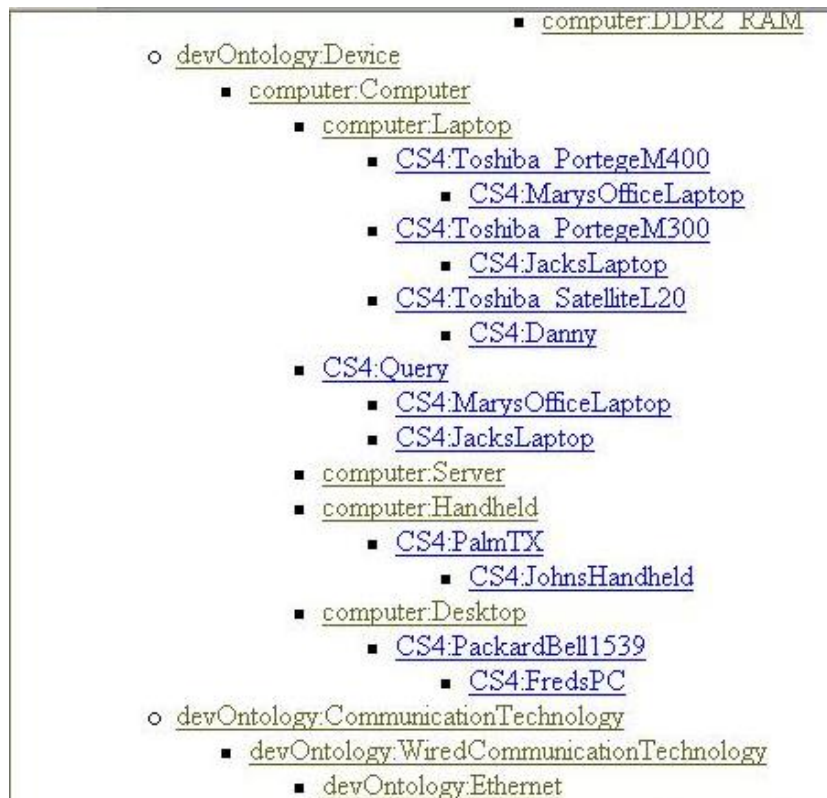 computer:DDR2_RAM
devOntology:Device
computer:Computer
computer:Laptop
CS4:Toshiba_PortegeM400
CS4:MarysOfficeLaptop
CS4:Toshiba_PortegeM300
CS4:JacksLaptop
CS4:Toshiba_SatelliteL20
CS4:Danny
CS4:Query
CS4:MarysOfficeLaptop
CS4:JacksLaptop
computer:Server
computer:Handheld
CS4:PalmTX
CS4:JohnsHandheld
computer:Desktop
CS4:PackardBell1539
CS4:FredsPC
devOntology:CommunicationTechnology
devOntology:WiredCommunicationTechnology
devOntology:Ethernet